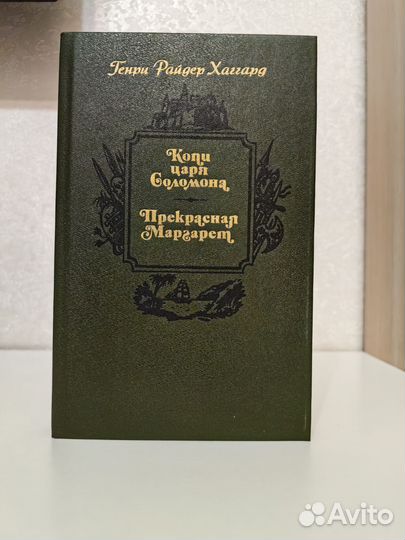 Генри Райдер Хаггард
Копи
царя
Соломона
Прекрасная
Маргарет
Avito